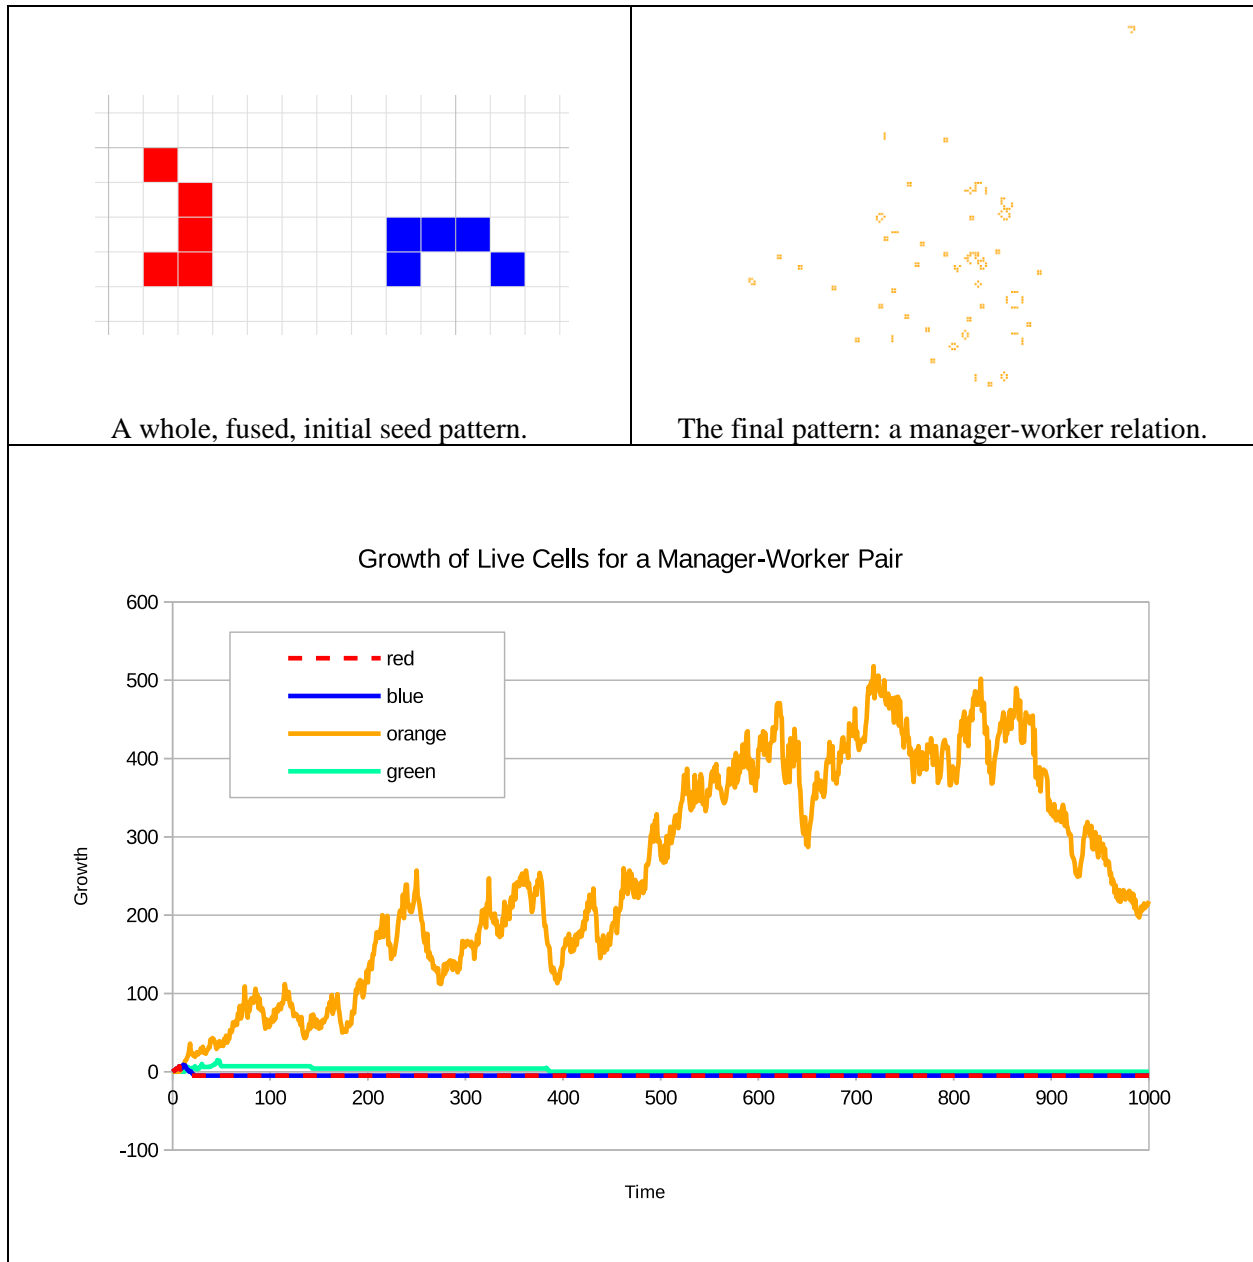 A whole, fused, initial seed pattern.
The final pattern: a manager-worker relation.
Growth of Live Cells for a Manager-Worker Pair
600
500
400
300
200
100
0
-100
red
blue
orange
green
Growth
0 100 200 300 400 500 600 700 800 900 1000
Time